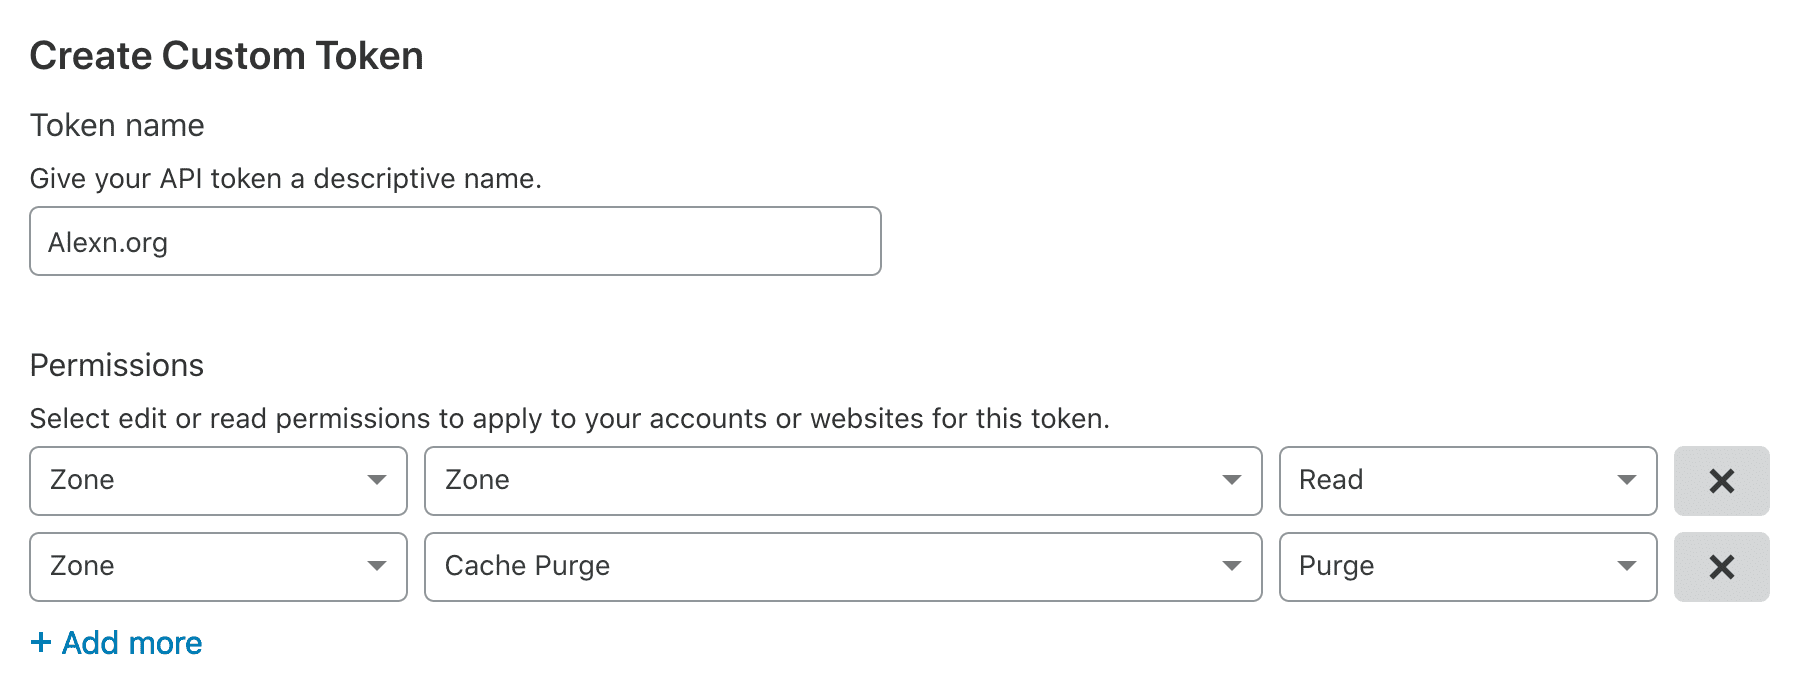 Create Custom Token
Token name
Give your API token a descriptive name.
Alexn.org
Permissions
Select edit or read permissions to apply to your accounts or websites for this token.
Zone Zone Read
Zone Cache Purge Purge
+ Add more